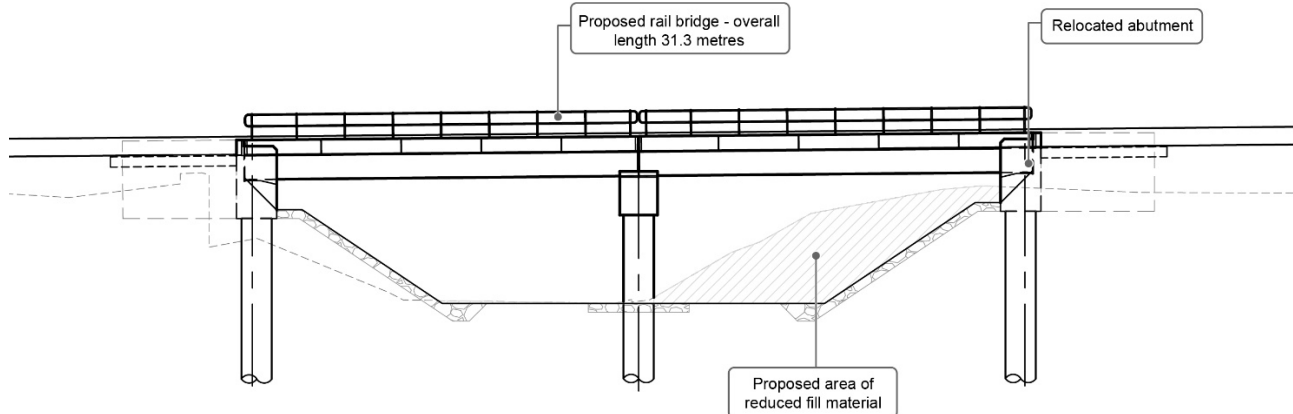 Proposed rail bridge - overall
length 31.3 metres
Relocated abutment
Proposed area of
reduced fill material